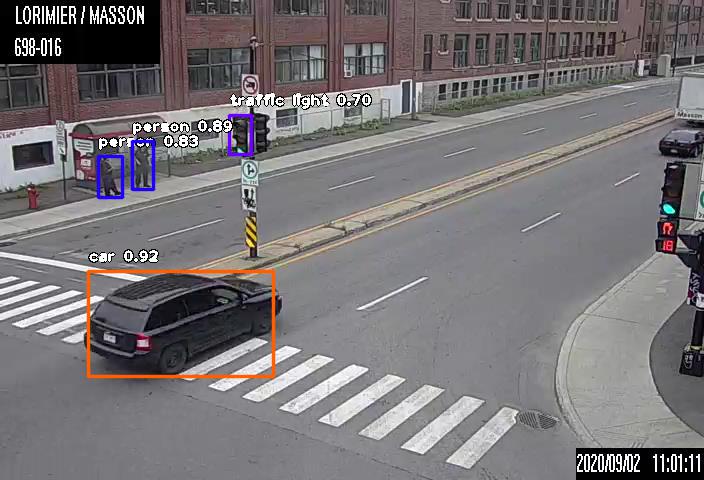 LORIMIER / MASSON
698-016
traffic light 0.70
person 0.89
person 0.83
car 0.92
18
2020/09/02 11:01:11